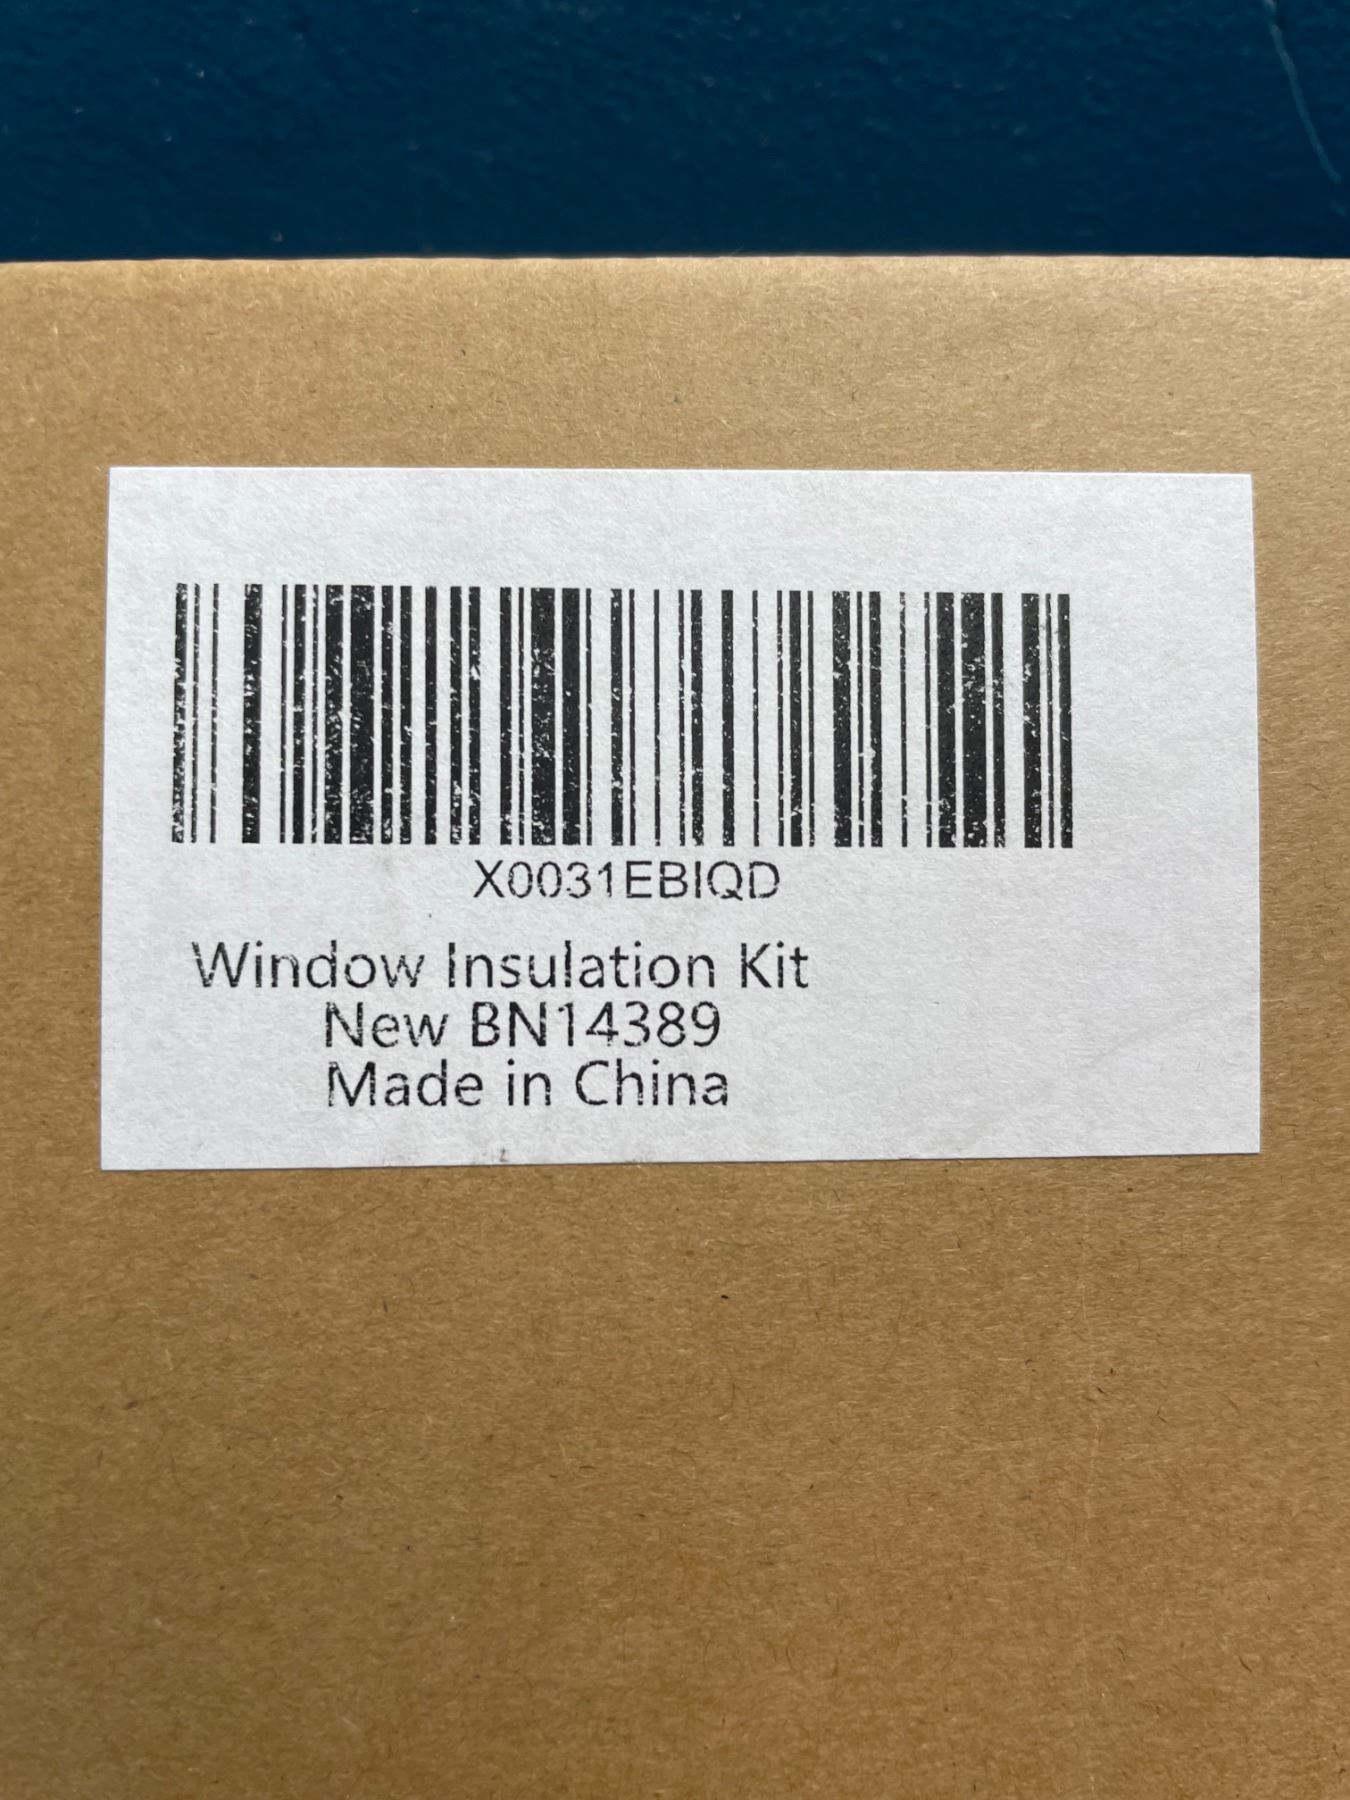 X0031EBIQD
Window Insulation Kit
New BN14389
Made in China